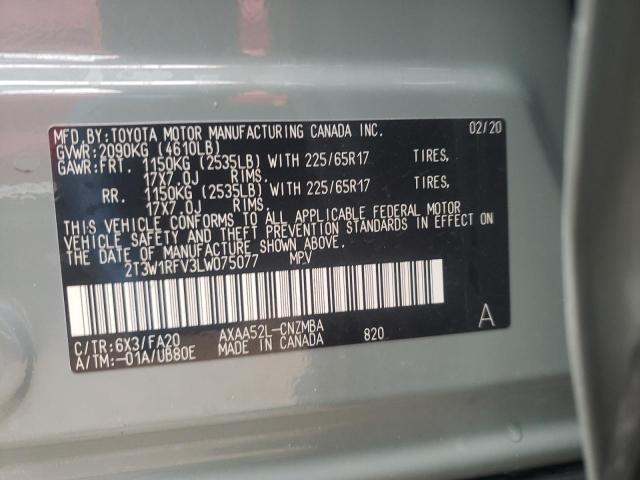 MFD.BY:TOYOTA MOTOR MANUFACTURING CANADA INC. 02/20
GVWR:2090KG (4610LB)
GAWR:FRT. 1150KG (2535LB) WITH 225/65R17 TIRES,
17X7.0J RIMS.
RR. 1150KG (2535LB) WITH 225/65R17 TIRES,
17X7.0J RIMS.
THIS VEHICLE CONFORMS TO ALL APPLICABLE FEDERAL MOTOR
VEHICLE SAFETY AND THEFT PREVENTION STANDARDS IN EFFECT ON
THE DATE OF MANUFACTURE SHOWN ABOVE.
2T3W1RFV3LW075077 MPV
C/TR:6X3/FA20 AXAA52L-CNZMBA 820 A
A/TM:-01A/UB80E MADE IN CANADA